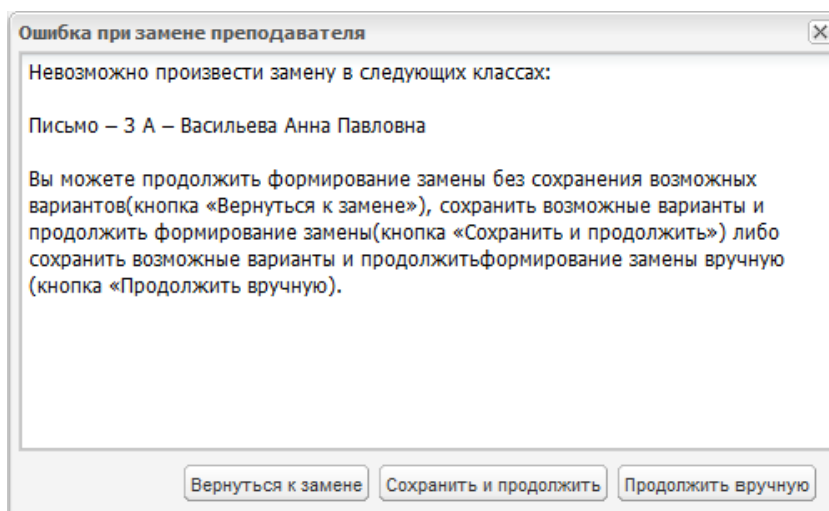 Ошибка при замене преподавателя
Невозможно произвести замену в следующих классах:
Письмо – 3 А – Васильева Анна Павловна
Вы можете продолжить формирование замены без сохранения возможных
вариантов(кнопка «Вернуться к замене»), сохранить возможные варианты и
продолжить формирование замены(кнопка «Сохранить и продолжить») либо
сохранить возможные варианты и продолжитьформирование замены вручную
(кнопка «Продолжить вручную).
Вернуться к замене Сохранить и продолжить Продолжить вручную